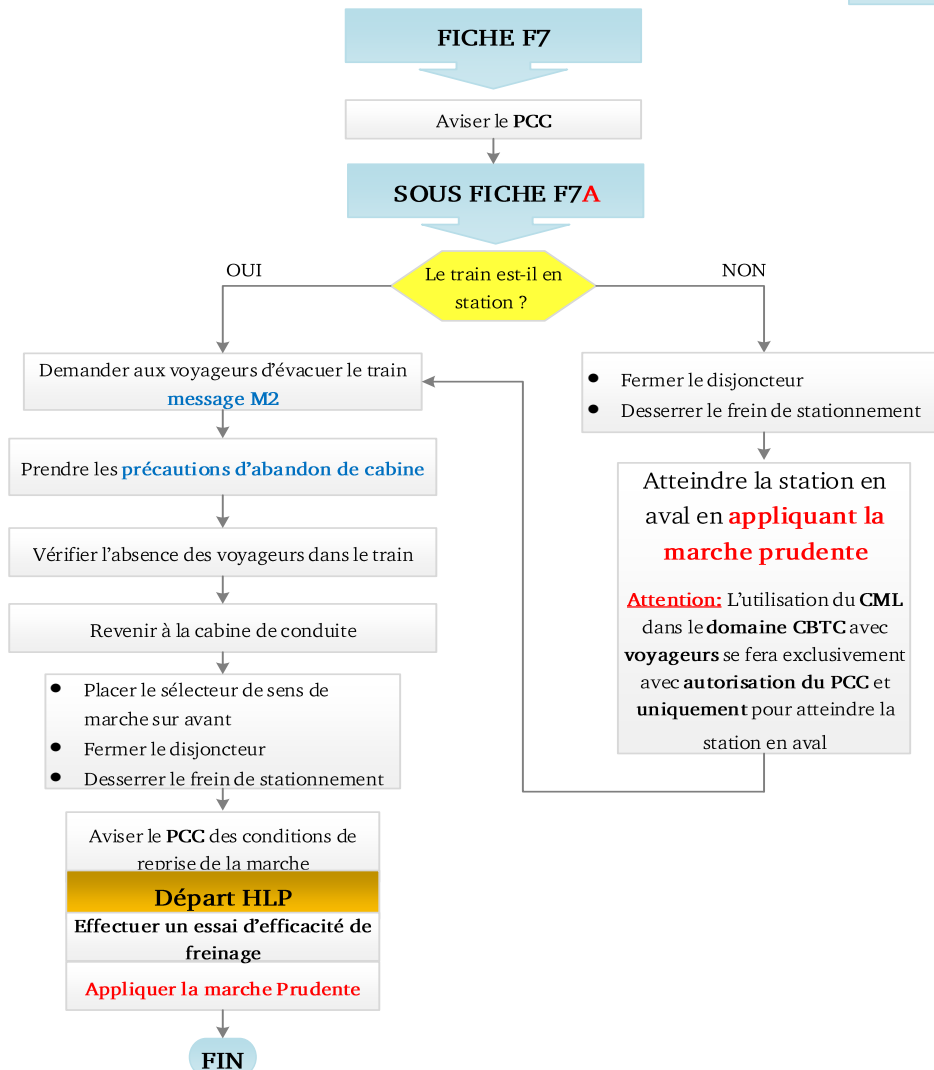 FICHE F7
Aviser le PCC
SOUS FICHE F7A
Le train est-il en
station ?
OUI
NON
Demander aux voyageurs d’évacuer le train
message M2
Prendre les précautions d’abandon de cabine
Vérifier l’absence des voyageurs dans le train
Revenir à la cabine de conduite
• Placer le sélecteur de sens de
marche sur avant
• Fermer le disjoncteur
• Desserrer le frein de stationnement
Aviser le PCC des conditions de
reprise de la marche
Départ HLP
Effectuer un essai d’efficacité de
freinage
Appliquer la marche Prudente
FIN
• Fermer le disjoncteur
• Desserrer le frein de stationnement
Atteindre la station en
aval en appliquant la
marche prudente
Attention: L’utilisation du CML
dans le domaine CBTC avec
voyageurs se fera exclusivement
avec autorisation du PCC et
uniquement pour atteindre la
station en aval